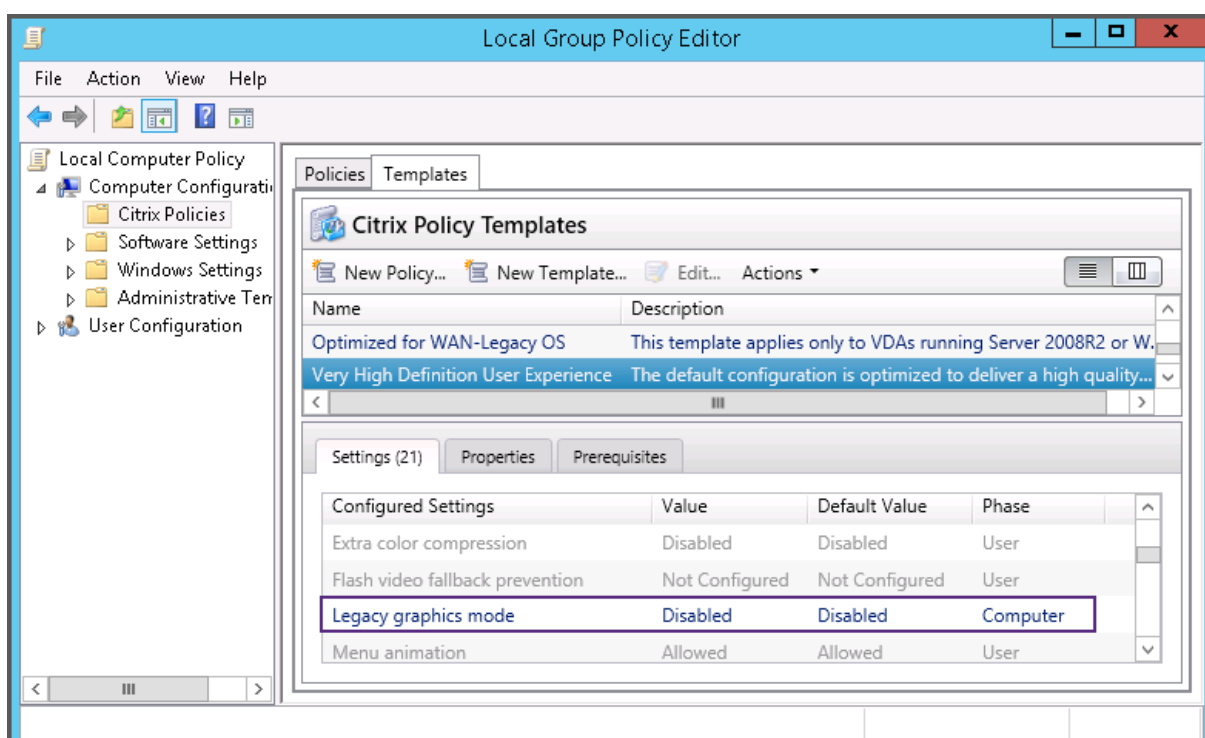 Local Group Policy Editor
File Action View Help
Local Computer Policy
Computer Configurati
Citrix Policies
Software Settings
Windows Settings
Administrative Tem
User Configuration
Policies Templates
Citrix Policy Templates
New Policy... New Template... Edit... Actions
Name Description
Optimized for WAN-Legacy OS This template applies only to VDAs running Server 2008R2 or W.
Very High Definition User Experience The default configuration is optimized to deliver a high quality...
Settings (21) Properties Prerequisites
Configured Settings Value Default Value Phase
Extra color compression Disabled Disabled User
Flash video fallback prevention Not Configured Not Configured User
Legacy graphics mode Disabled Disabled Computer
Menu animation Allowed Allowed User